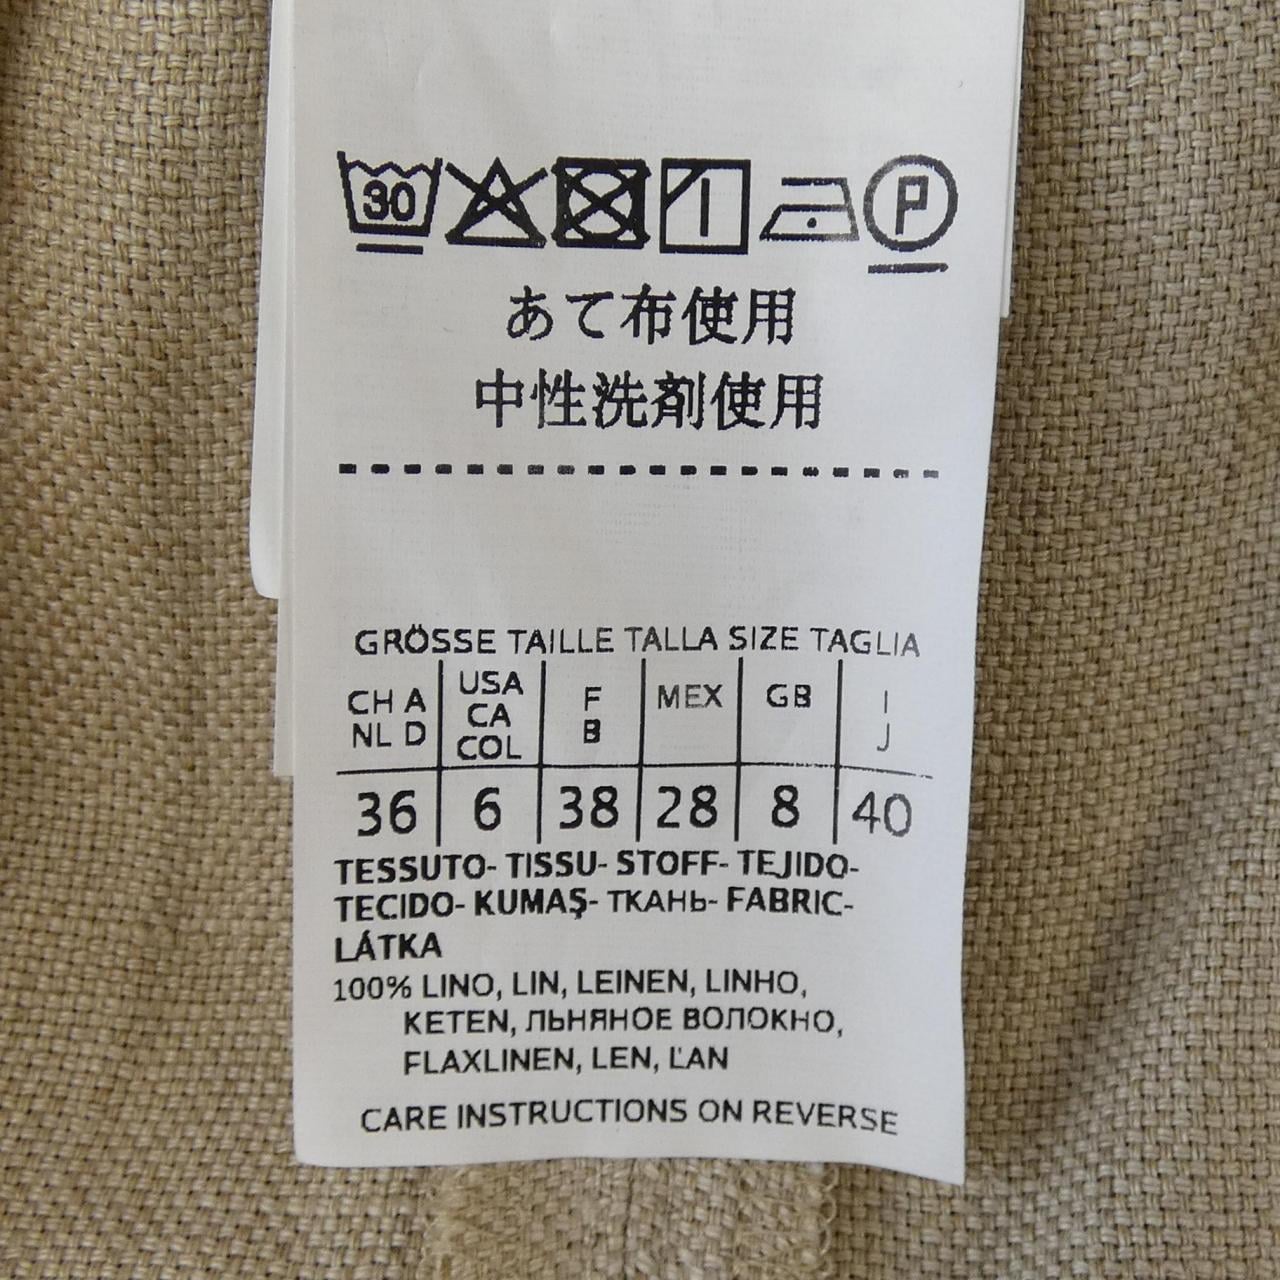 30 P
あて布使用
中性洗剤使用
GRÖSSE TAILLE TALLA SIZE TAGLIA
CH A NL D USA CA COL F B MEX GB I J
36 6 38 28 8 40
TESSUTO- TISSU- STOFF- TEJIDO-
TECIDO- KUMAŞ- ТКАНЬ- FABRIC-
LÁTKA
100% LINO, LIN, LEINEN, LINHO,
KETEN, ЛЬНЯНОЕ ВОЛОКНО,
FLAXLINEN, LEN, ĽAN
CARE INSTRUCTIONS ON REVERSE